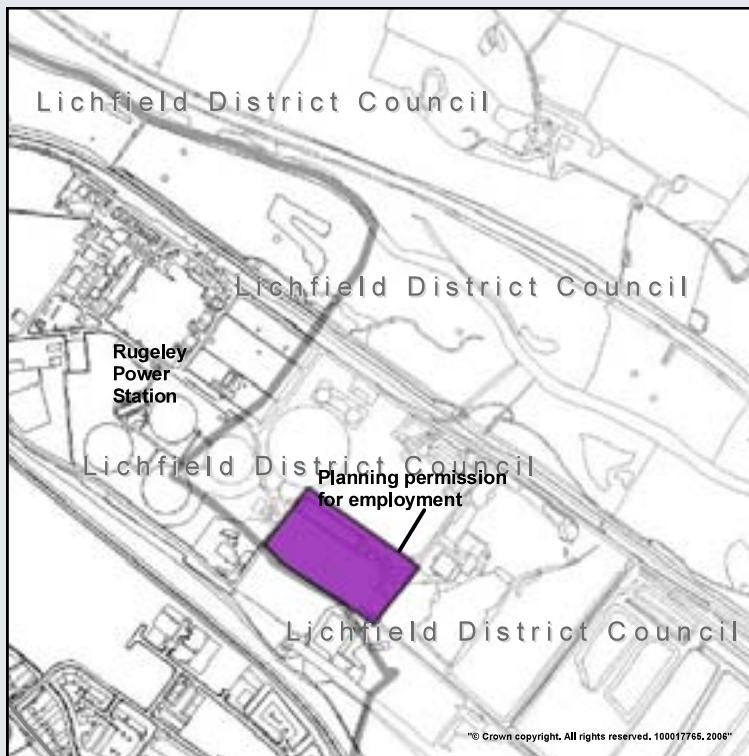 Lichfield District Council
Lichfield District Council
Rugeley
Power
Station
Lichfield District Council
Planning permission
for employment
Lichfield District Council
"© Crown copyright. All rights reserved. 100017765. 2006"